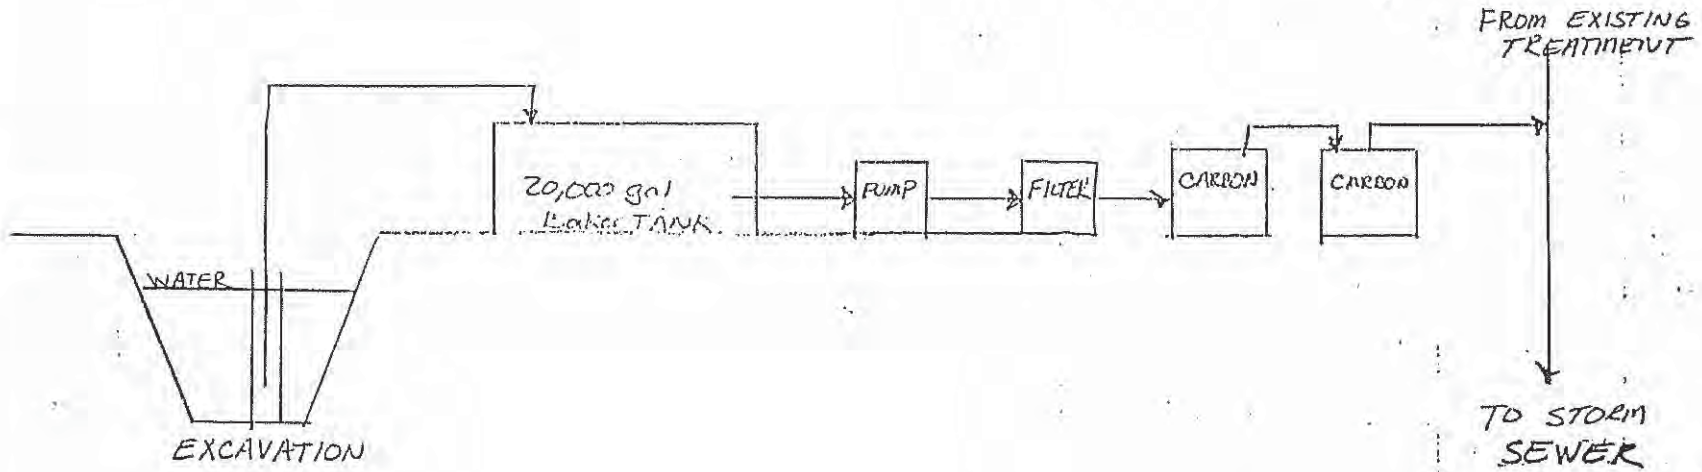 FROM EXISTING
TREATMENT
20,000 gal
Baker TANK
PUMP
FILTER
CARBON
CARBON
WATER
EXCAVATION
TO STORM
SEWER